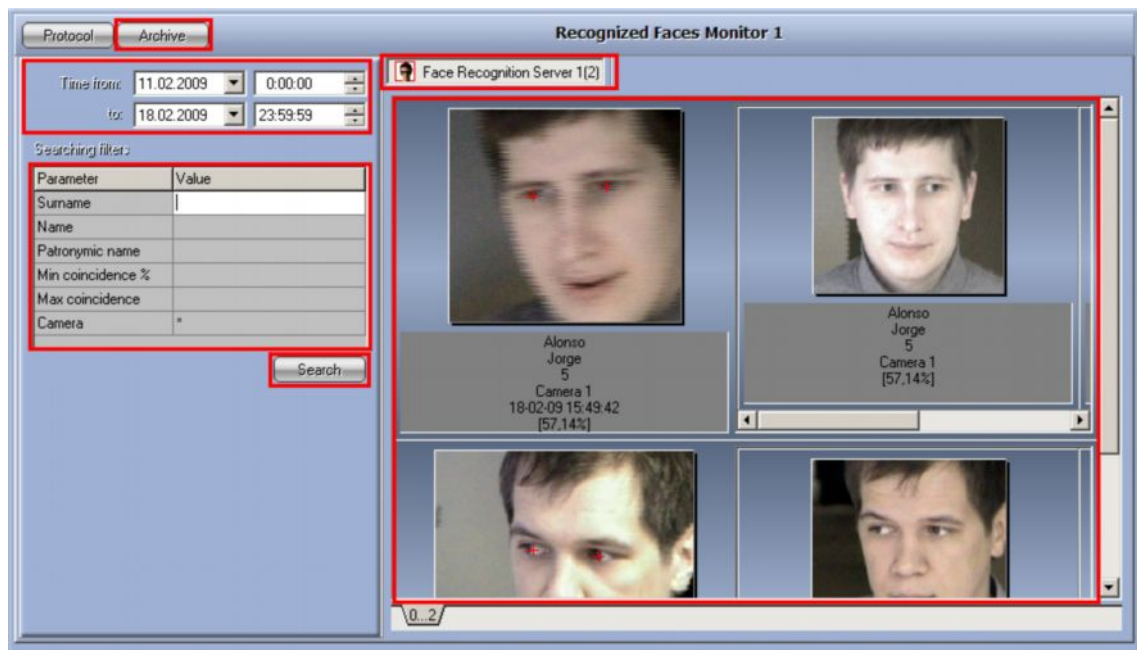 Protocol
Archive
Recognized Faces Monitor 1
Time from: 11.02.2009 0:00:00
to: 18.02.2009 23:59:59
Searching filters
Parameter Value
Surname
Name
Patronymic name
Min coincidence %
Max coincidence
Camera *
Search
Face Recognition Server 1(2)
Alonso
Jorge
5
Camera 1
18-02-09 15:49:42
[57,14%]
Alonso
Jorge
5
Camera 1
[57,14%]
0...2